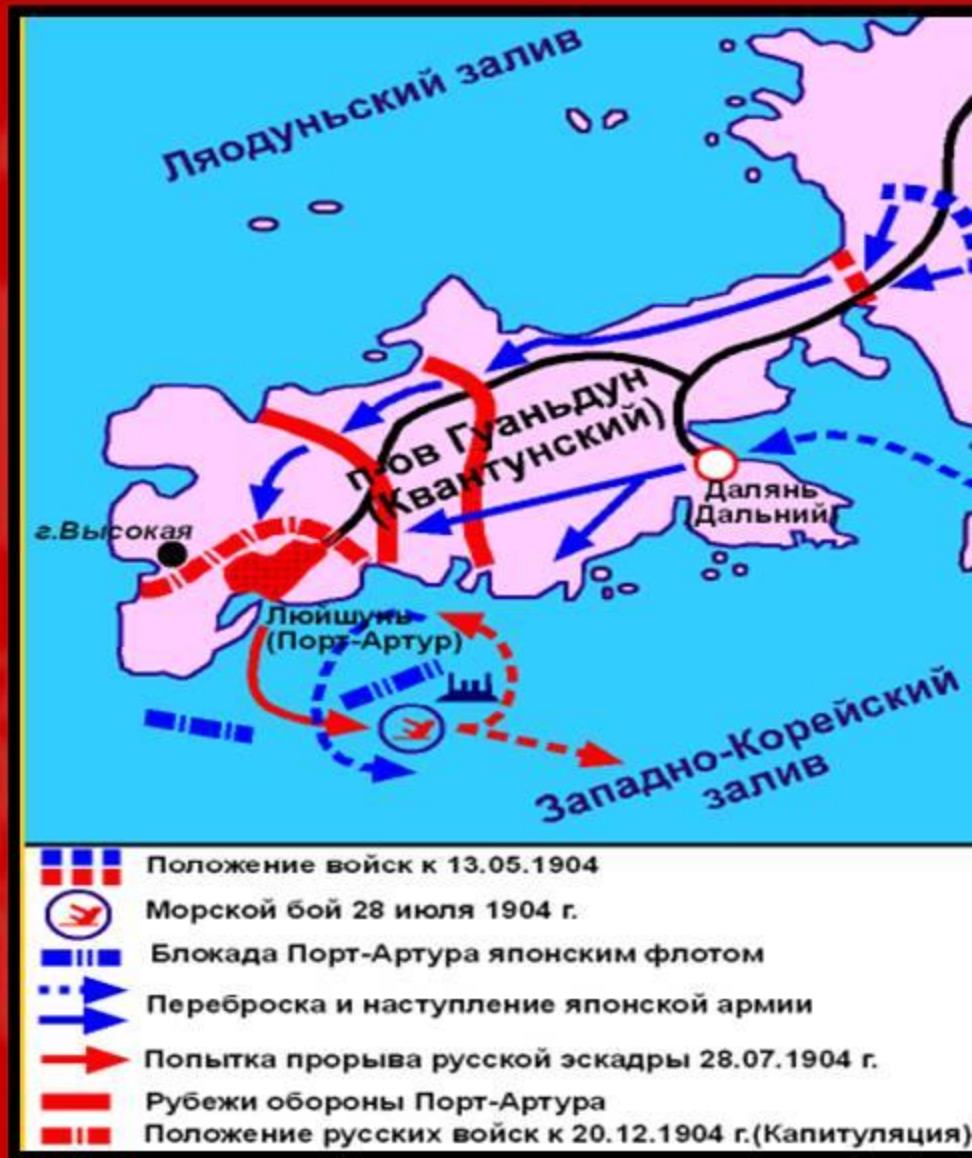 Ляодуньский залив
п-ов Гуаньдун
(Квантунский)
Далянь
(Дальний)
г.Высокая
Люйшунь
(Порт-Артур)
Западно-Корейский
залив
Положение войск к 13.05.1904
Морской бой 28 июля 1904 г.
Блокада Порт-Артура японским флотом
Переброска и наступление японской армии
Попытка прорыва русской эскадры 28.07.1904 г.
Рубежи обороны Порт-Артура
Положение русских войск к 20.12.1904 г.(Капитуляция)